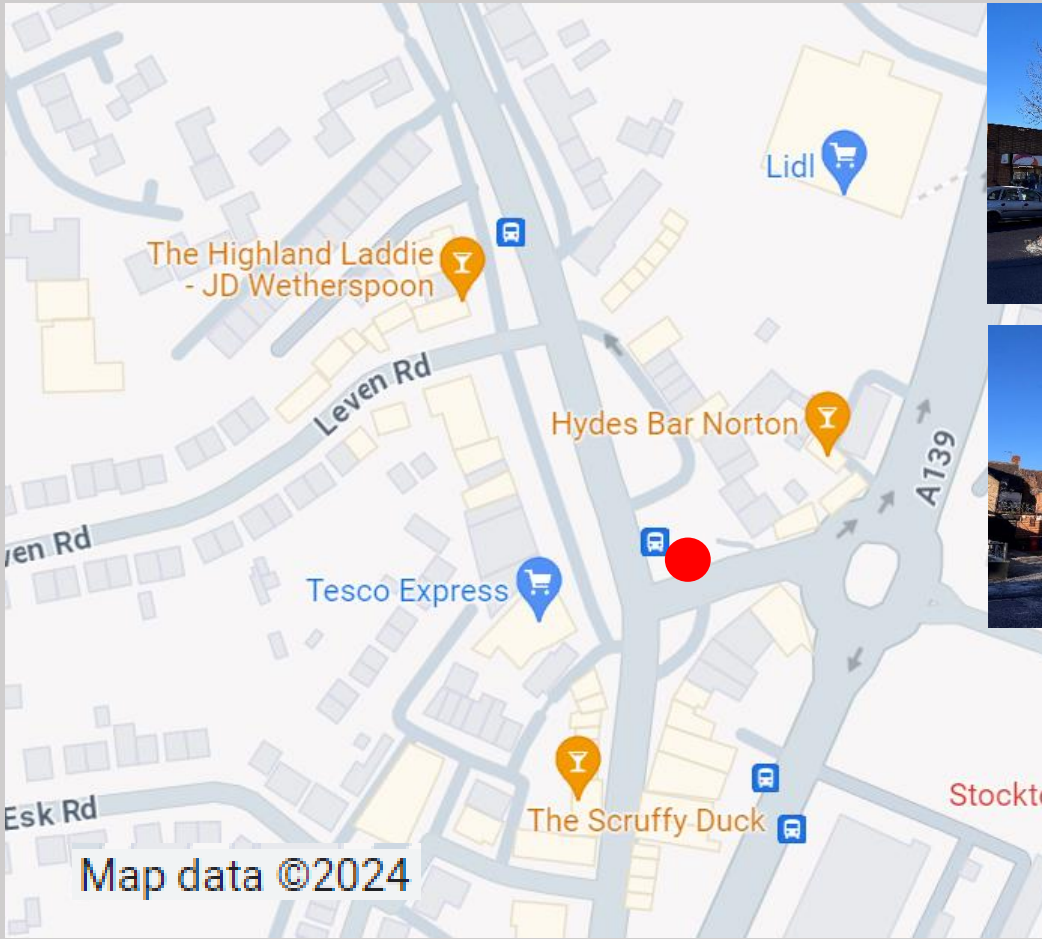 Lidl
The Highland Laddie
- JD Wetherspoon
Leven Rd
Hydes Bar Norton
A139
ven Rd
Tesco Express
Stockt
Esk Rd
The Scruffy Duck
Map data ©2024